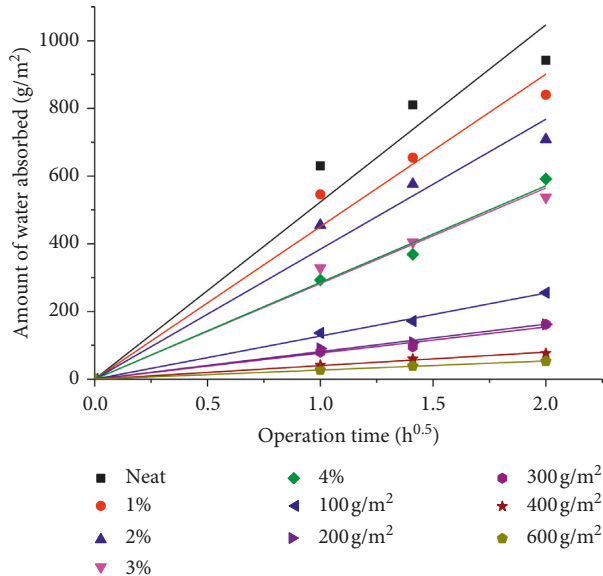 Amount of water absorbed (g/m²)
1000
800
600
400
200
0
0.0 0.5 1.0 1.5 2.0
Operation time (h^0.5)
Neat 4% 300 g/m²
1% 100 g/m² 400 g/m²
2% 200 g/m² 600 g/m²
3%